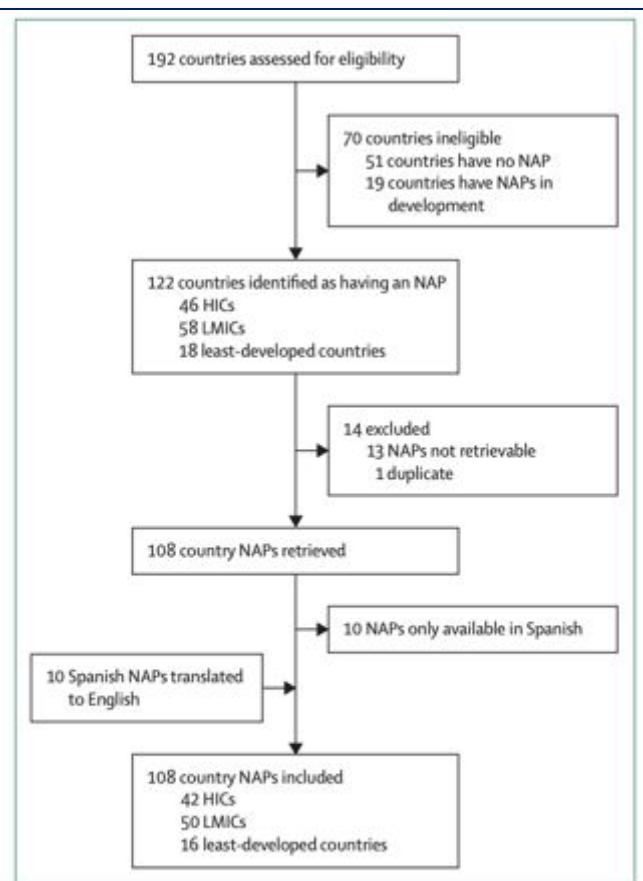 192 countries assessed for eligibility
70 countries ineligible
51 countries have no NAP
19 countries have NAPs in
development
122 countries identified as having an NAP
46 HICs
58 LMICs
18 least-developed countries
14 excluded
13 NAPs not retrievable
1 duplicate
108 country NAPs retrieved
10 NAPs only available in Spanish
10 Spanish NAPs translated
to English
108 country NAPs included
42 HICs
50 LMICs
16 least-developed countries